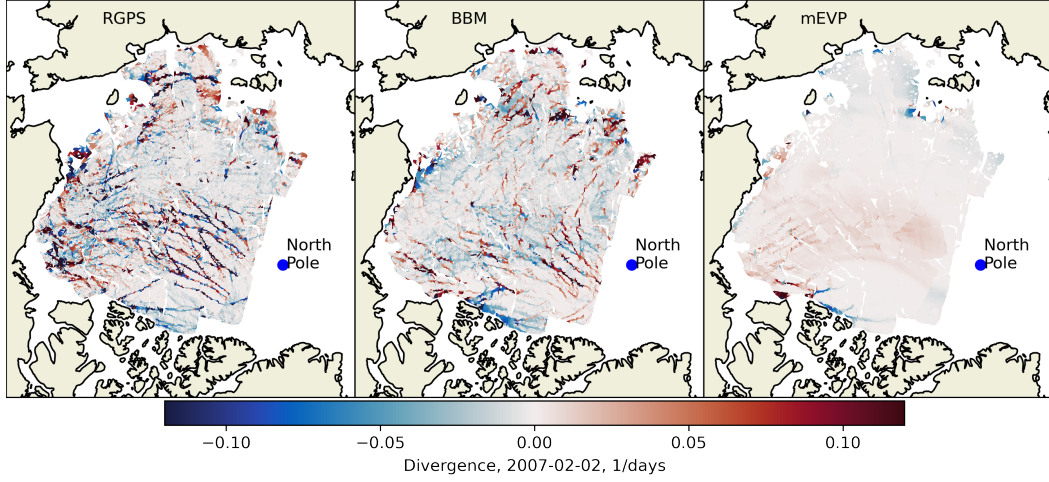 RGPS
BBM
mEVP
North
Pole
North
Pole
North
Pole
−0.10
−0.05
0.00
0.05
0.10
Divergence, 2007-02-02, 1/days